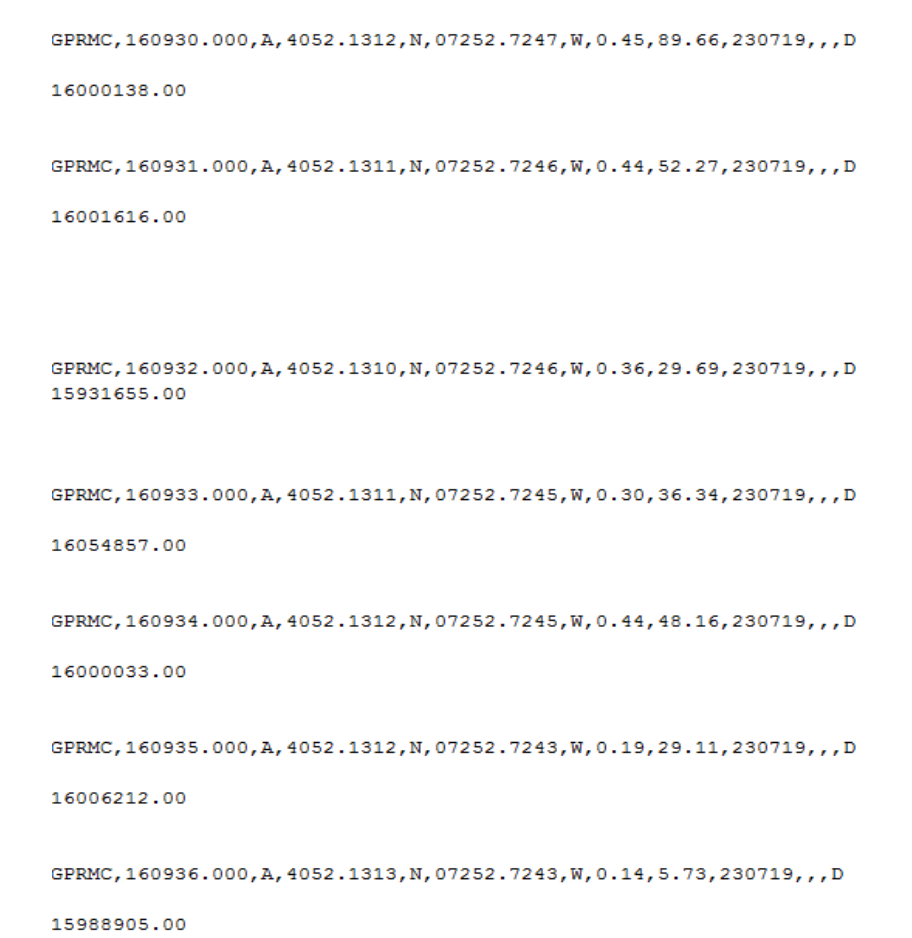 GPRMC,160930.000,A,4052.1312,N,07252.7247,W,0.45,89.66,230719,,,D
16000138.00
GPRMC,160931.000,A,4052.1311,N,07252.7246,W,0.44,52.27,230719,,,D
16001616.00
GPRMC,160932.000,A,4052.1310,N,07252.7246,W,0.36,29.69,230719,,,D
15931655.00
GPRMC,160933.000,A,4052.1311,N,07252.7245,W,0.30,36.34,230719,,,D
16054857.00
GPRMC,160934.000,A,4052.1312,N,07252.7245,W,0.44,48.16,230719,,,D
16000033.00
GPRMC,160935.000,A,4052.1312,N,07252.7243,W,0.19,29.11,230719,,,D
16006212.00
GPRMC,160936.000,A,4052.1313,N,07252.7243,W,0.14,5.73,230719,,,D
15988905.00